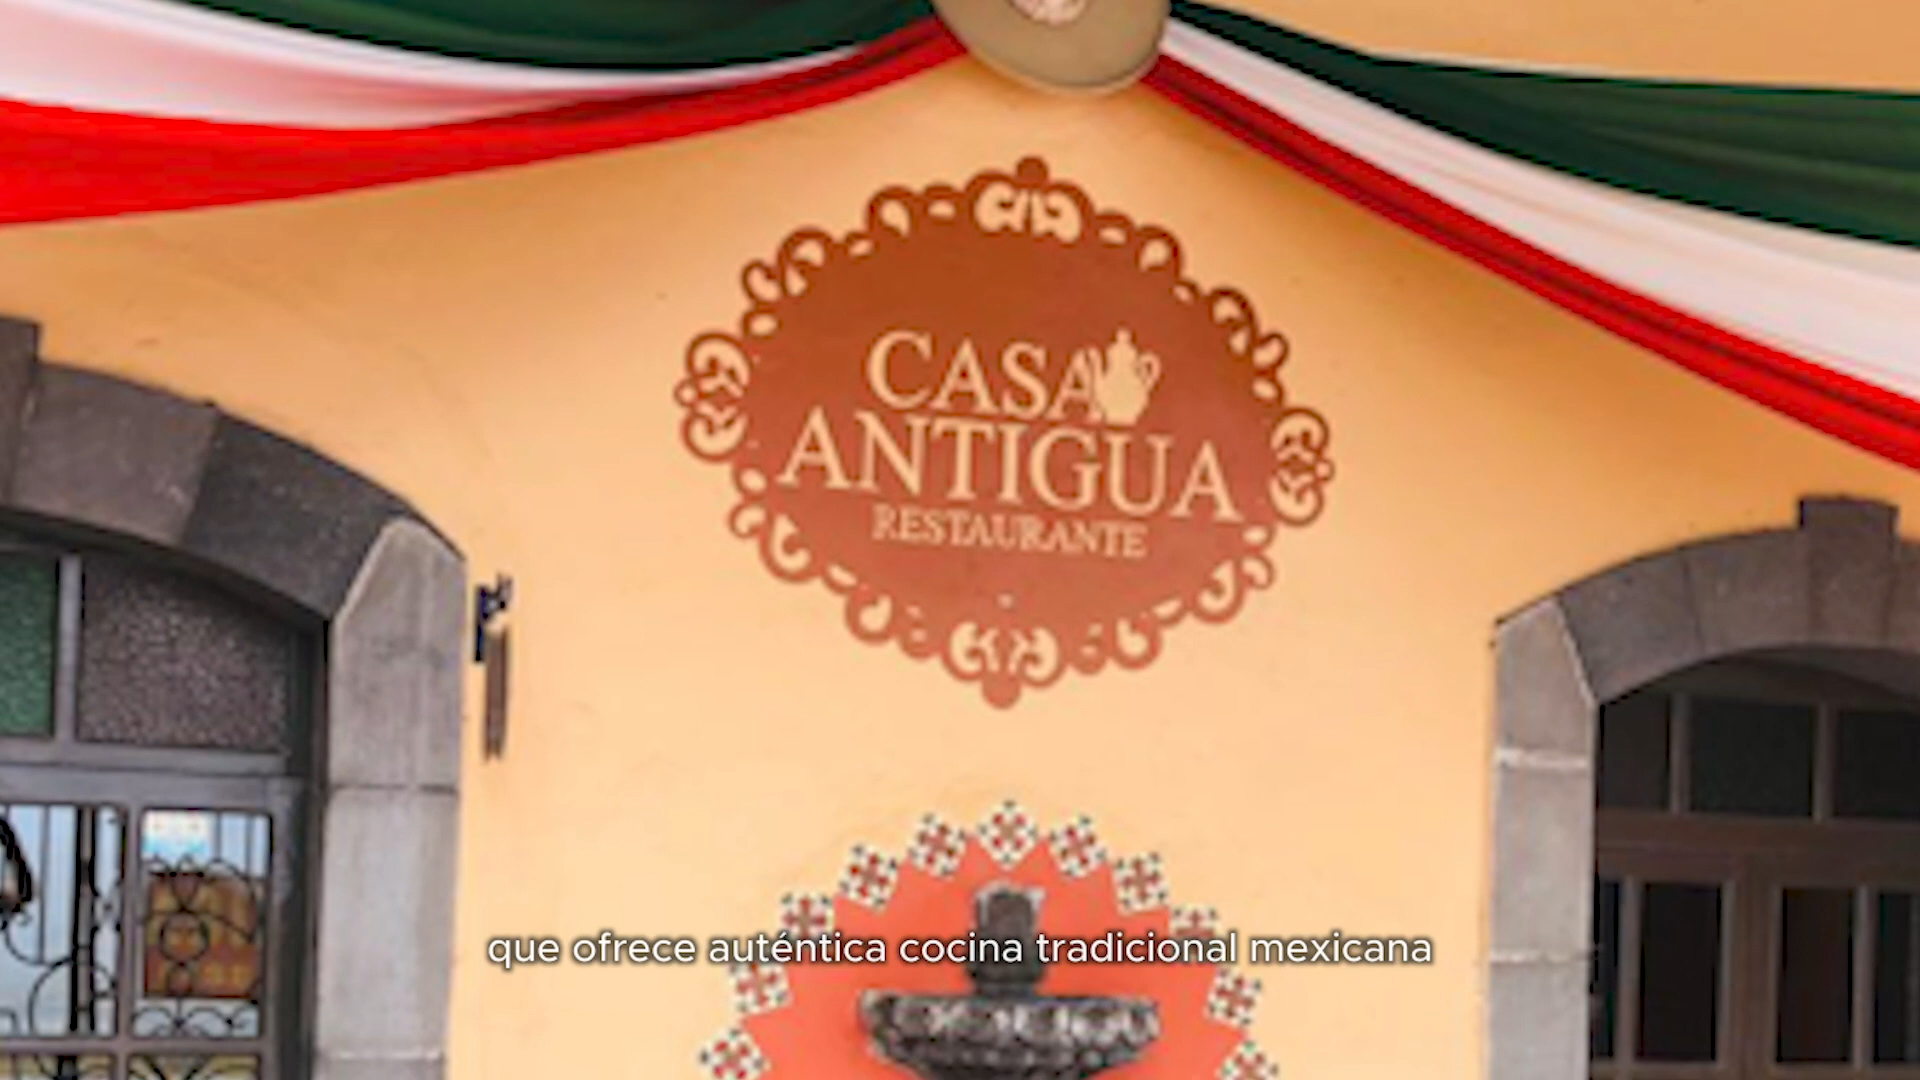 CASA
ANTIGUA
RESTAURANTE
que ofrece auténtica cocina tradicional mexicana